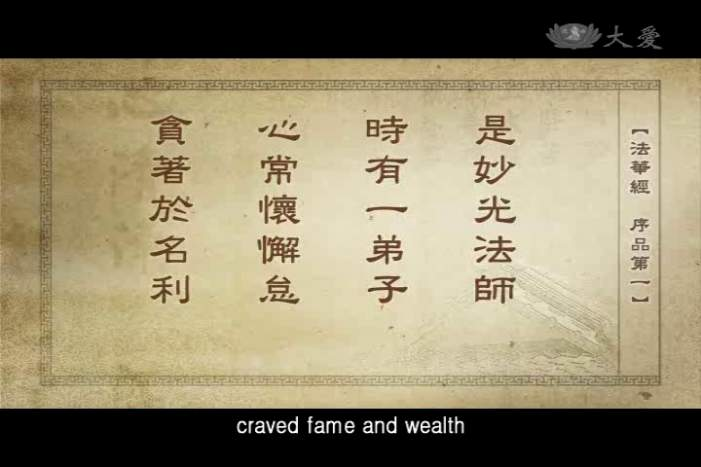 大愛
【法華經 序品第一】
是妙光法師
時有一弟子
心常懷懈怠
貪著於名利
craved fame and wealth